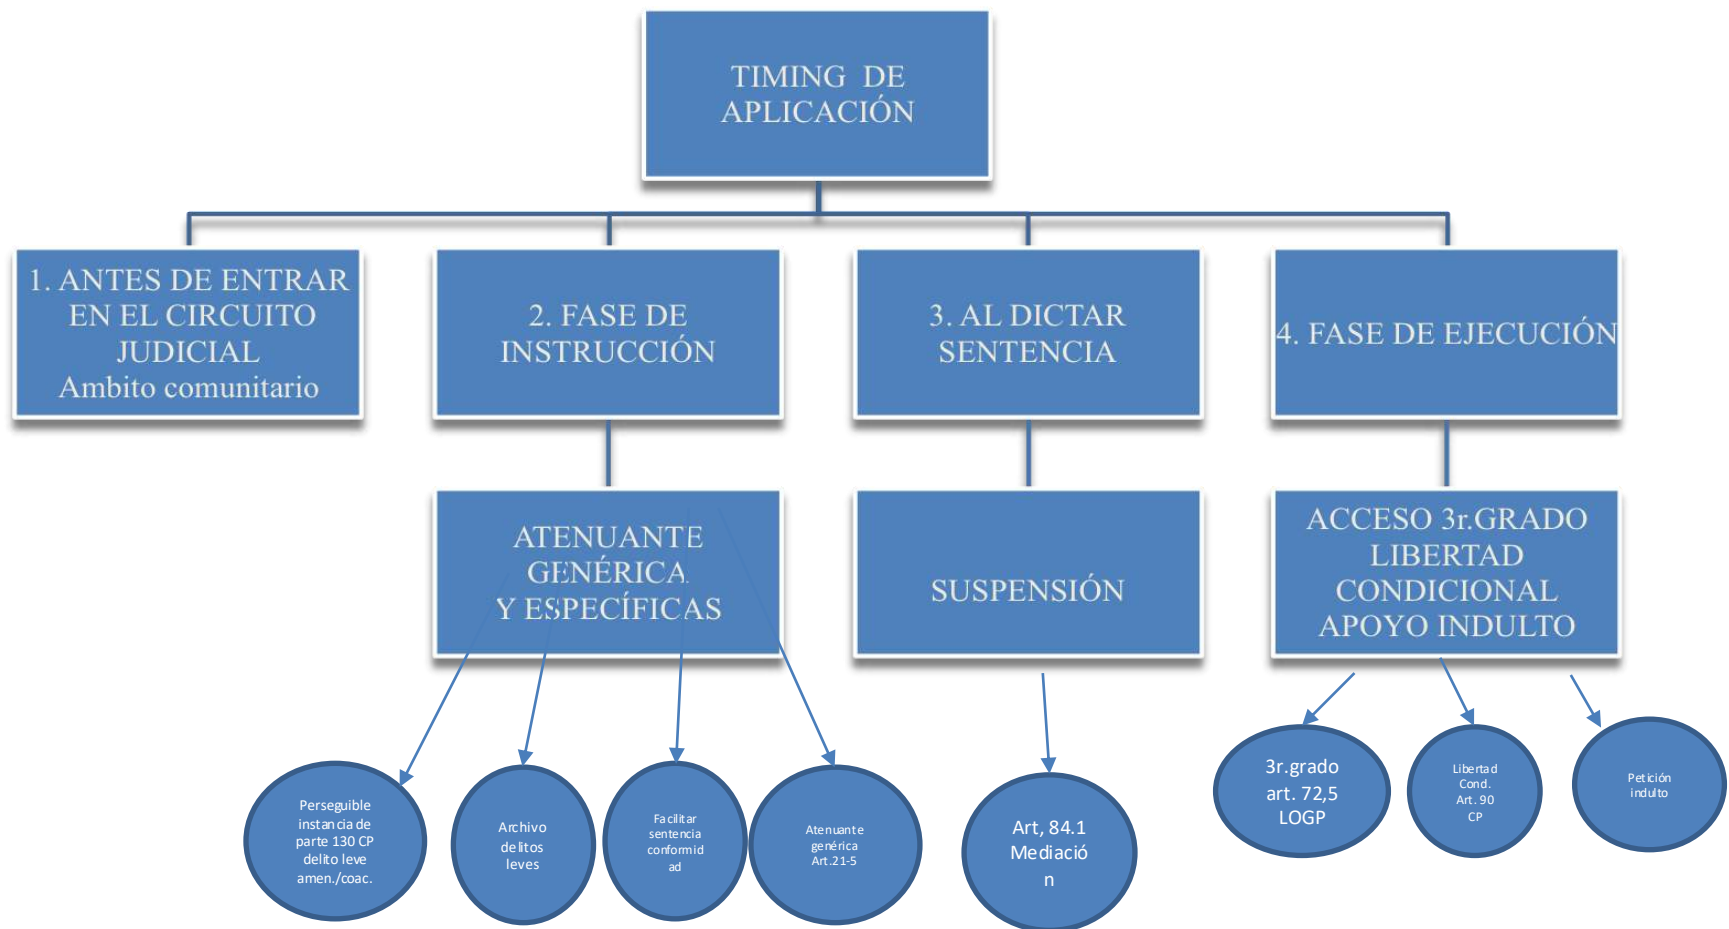 TIMING DE
APLICACIÓN
1. ANTES DE ENTRAR
EN EL CIRCUITO
JUDICIAL
Ambito comunitario
2. FASE DE
INSTRUCCIÓN
3. AL DICTAR
SENTENCIA
4. FASE DE EJECUCIÓN
ATENUANTE
GENÉRICA
Y ESPECÍFICAS
SUSPENSIÓN
ACCESO 3r.GRADO
LIBERTAD
CONDICIONAL
APOYO INDULTO
Perseguible
instancia de
parte 130 CP
delito leve
amen./coac.
Archivo
delitos
leves
Facilitar
sentencia
conformid
ad
Atenuante
genérica
Art.21-5
Art, 84.1
Mediació
n
3r.grado
art. 72,5
LOGP
Libertad
Cond.
Art. 90
CP
Petición
indulto